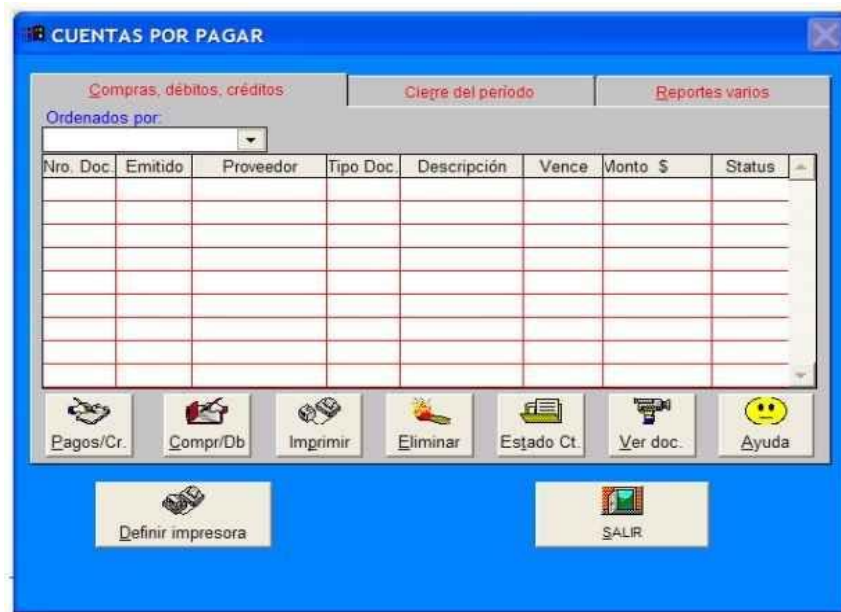 CUENTAS POR PAGAR
Compras, débitos, créditos Cierre del período Reportes varios
Ordenados por:
Nro. Doc. Emitido Proveedor Tipo Doc. Descripción Vence Monto $ Status
Pagos/Cr. Compr/Db Imprimir Eliminar Estado Ct. Ver doc. Ayuda
Definir impresora SALIR